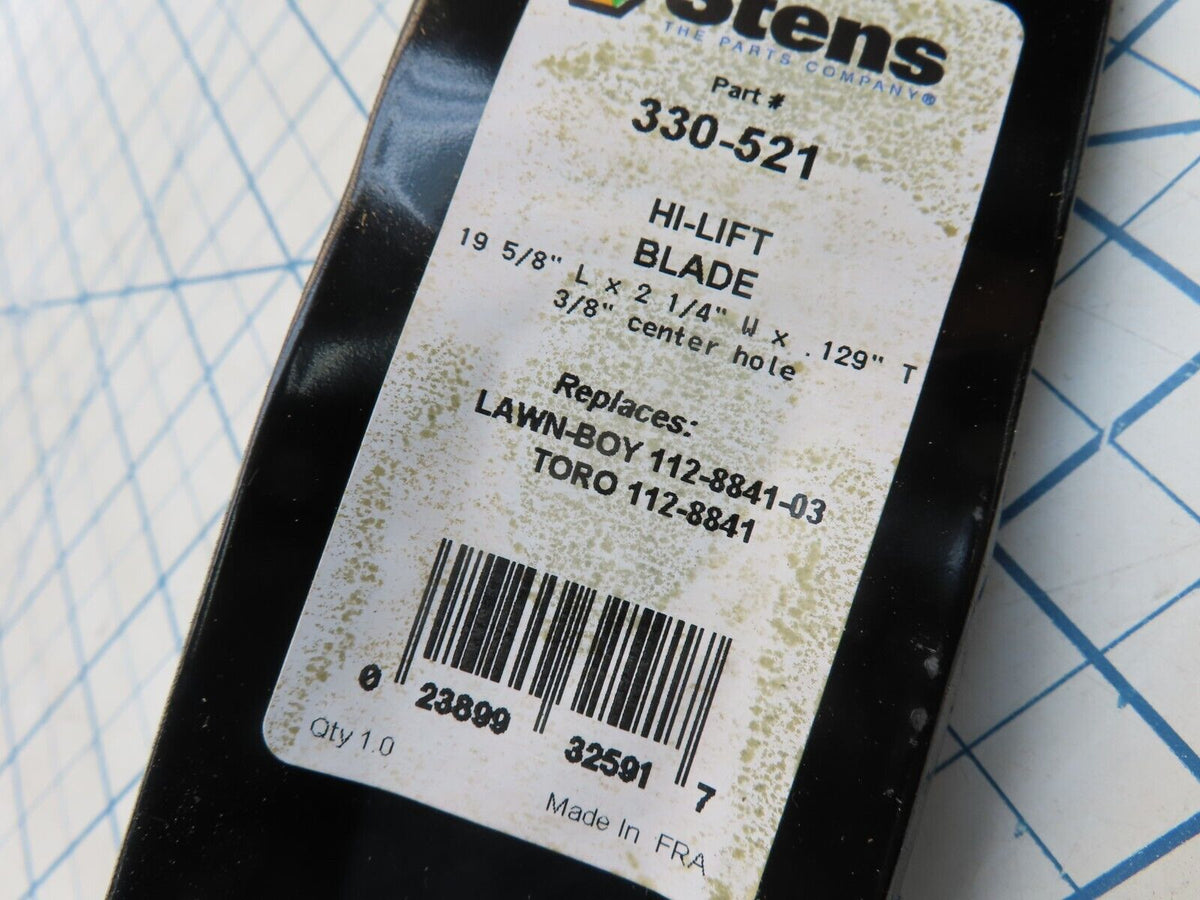 Stens
THE PARTS COMPANY®
Part #
330-521
HI-LIFT
BLADE
19 5/8" L x 2 1/4" W x .129" T
3/8" center hole
Replaces:
LAWN-BOY 112-8841-03
TORO 112-8841
0 23899 32591 7
Qty 1.0
Made In FRA